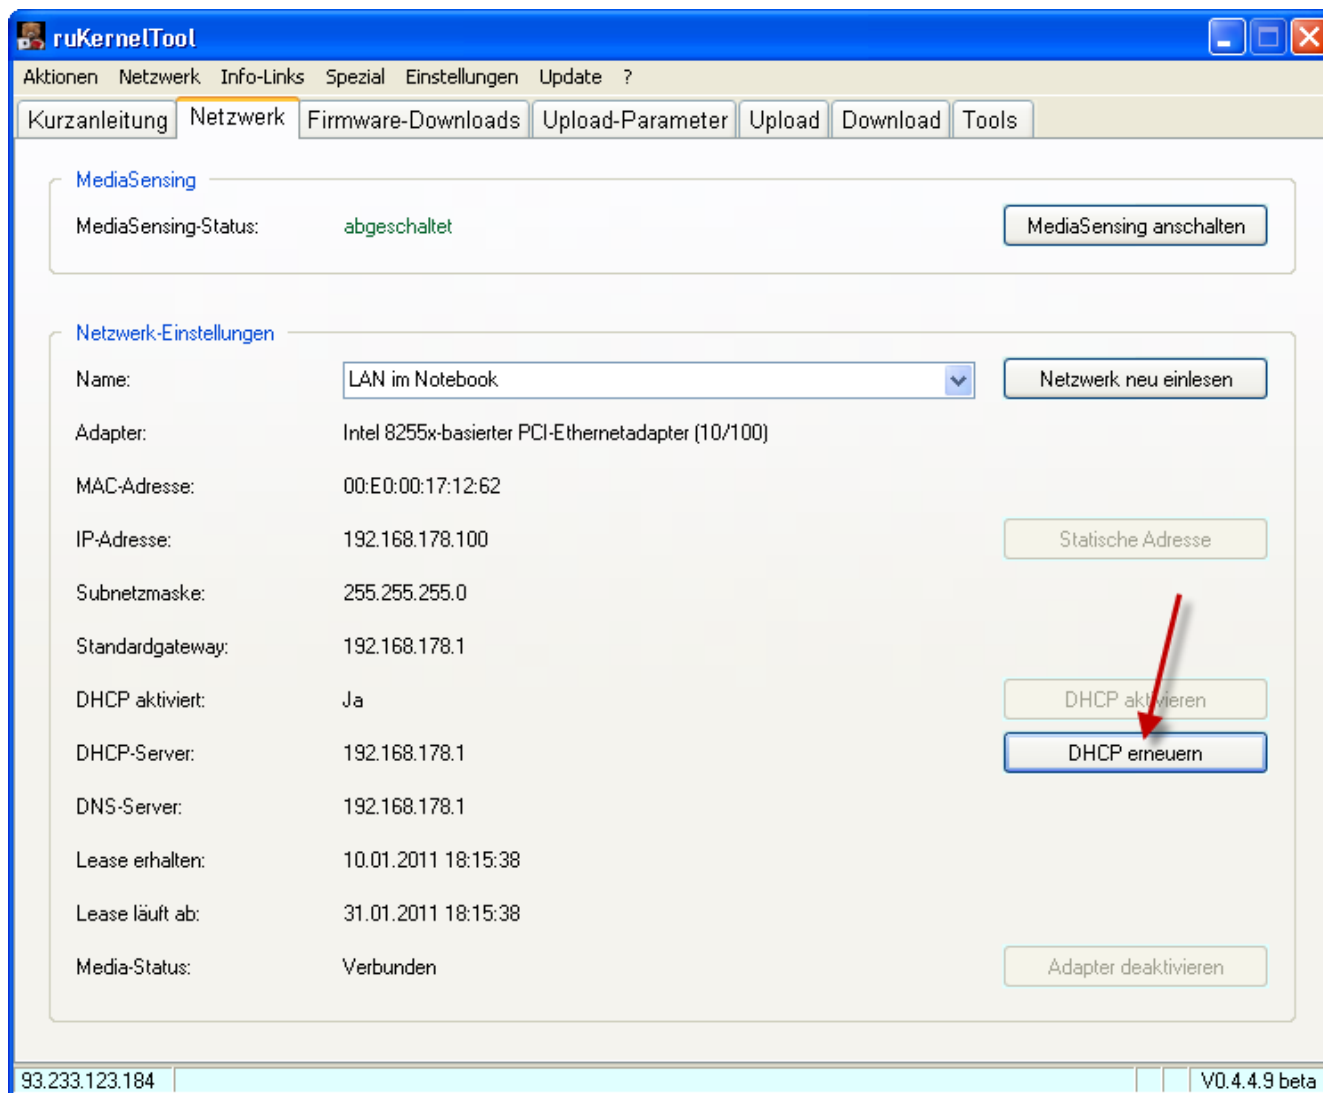 ruKernelTool
Aktionen Netzwerk Info-Links Spezial Einstellungen Update ?
Kurzanleitung Netzwerk Firmware-Downloads Upload-Parameter Upload Download Tools
MediaSensing
MediaSensing-Status: abgeschaltet MediaSensing anschalten
Netzwerk-Einstellungen
Name: LAN im Notebook Netzwerk neu einlesen
Adapter: Intel 8255x-basierter PCI-Ethernetadapter (10/100)
MAC-Adresse: 00:E0:00:17:12:62
IP-Adresse: 192.168.178.100 Statische Adresse
Subnetzmaske: 255.255.255.0
Standardgateway: 192.168.178.1
DHCP aktiviert: Ja DHCP aktivieren
DHCP-Server: 192.168.178.1 DHCP erneuern
DNS-Server: 192.168.178.1
Lease erhalten: 10.01.2011 18:15:38
Lease läuft ab: 31.01.2011 18:15:38
Media-Status: Verbunden Adapter deaktivieren
93.233.123.184 V0.4.4.9 beta